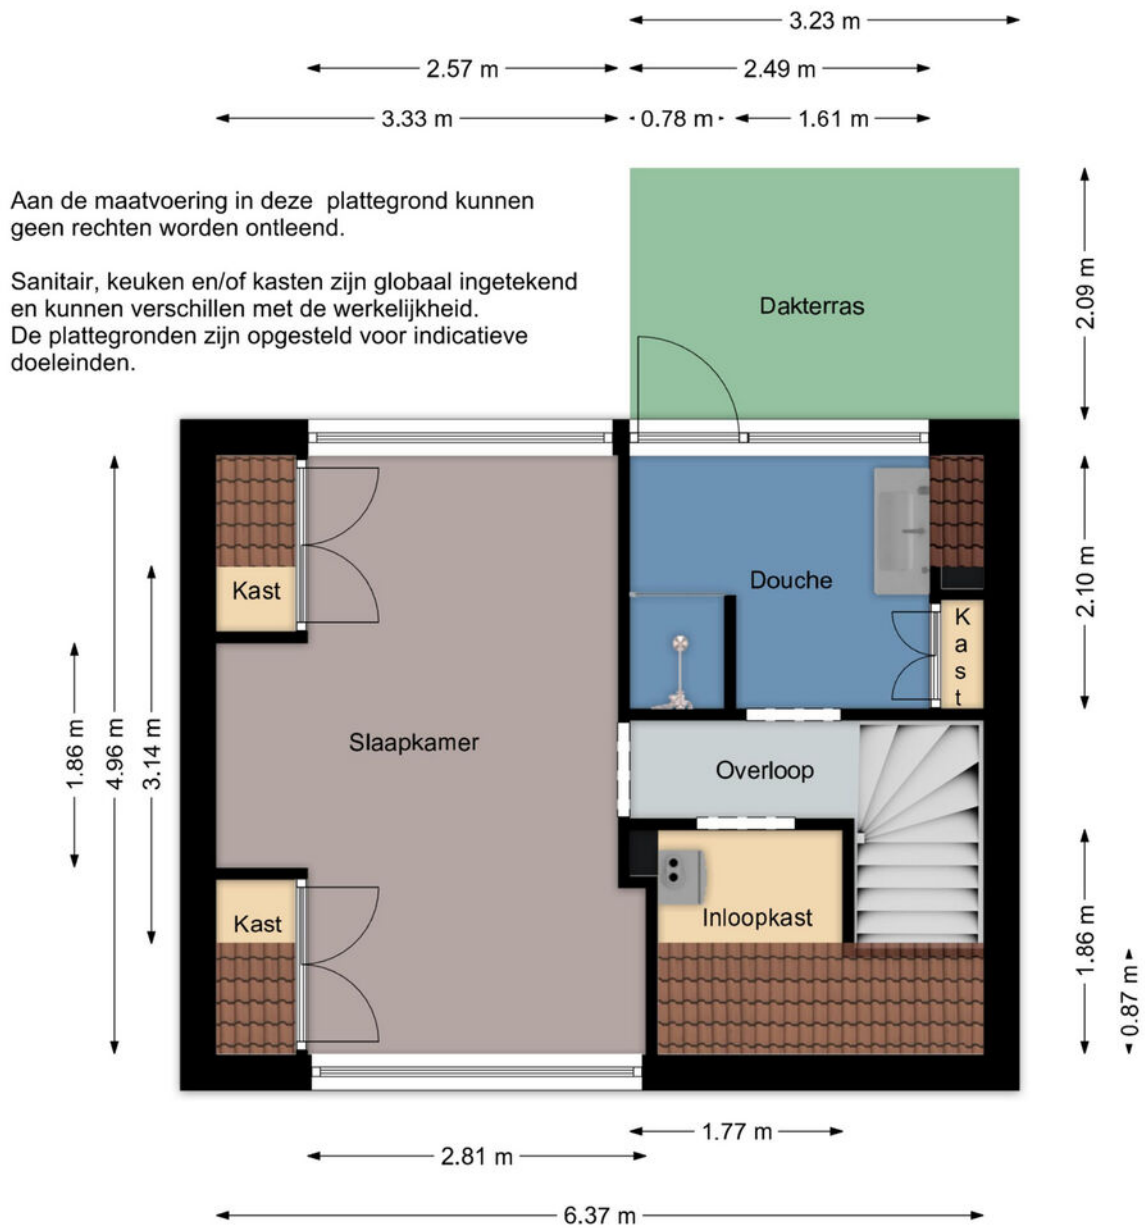 3.23 m
2.57 m
2.49 m
3.33 m
0.78 m
1.61 m
Aan de maatvoering in deze plattegrond kunnen
geen rechten worden ontleend.
Sanitair, keuken en/of kasten zijn globaal ingetekend
en kunnen verschillen met de werkelijkheid.
De plattegronden zijn opgesteld voor indicatieve
doeleinden.
Dakterras
2.09 m
Kast
Douche
2.10 m
Kast
1.86 m
4.96 m
3.14 m
Slaapkamer
Overloop
Kast
Inloopkast
1.86 m
0.87 m
1.77 m
2.81 m
6.37 m